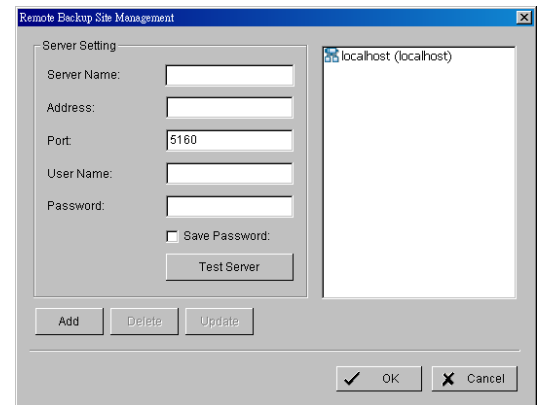 Remote Backup Site Management
Server Setting
Server Name:
Address:
Port: 5160
User Name:
Password:
Save Password:
Test Server
localhost (localhost)
Add Delete Update
OK Cancel